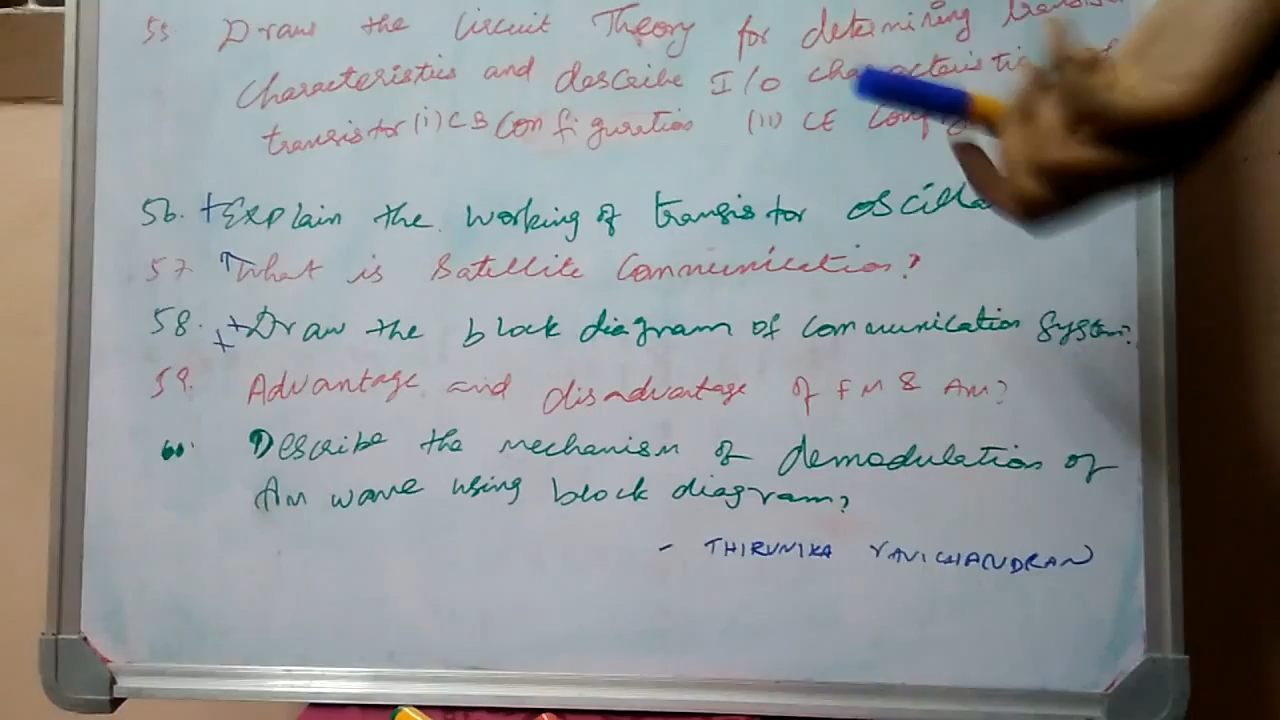 55 Draw the Circuit Theory for determining
Characteristics and describe I/O characteristics
transistor (i) CB Configuration (ii) CE
56. Explain the working of transistor
57 What is Satellite Communication?
58. Draw the block diagram of Communication System?
59. Advantage and disadvantage of FM & AM?
60. Describe the mechanism of demodulation of
Am wave using block diagram?
- THIRUNIKA RAVICHANDRAN